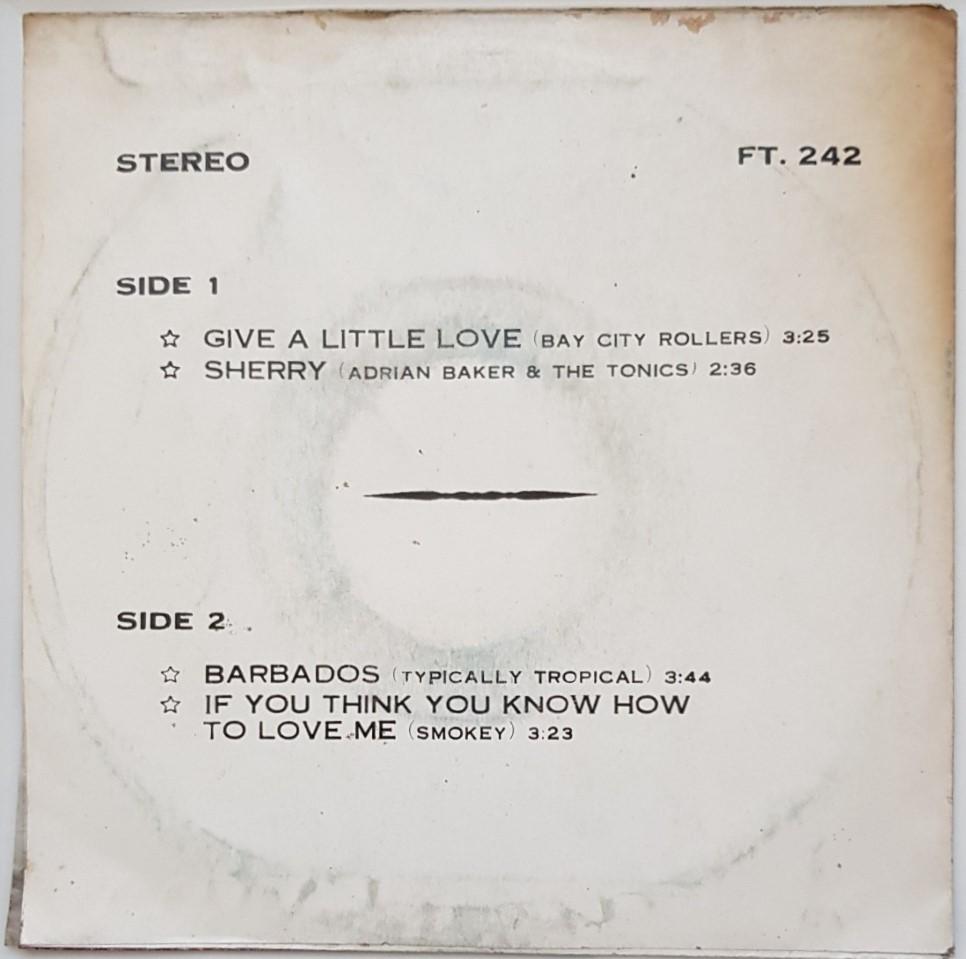 STEREO
FT. 242
SIDE 1
☆ GIVE A LITTLE LOVE (BAY CITY ROLLERS) 3:25
☆ SHERRY (ADRIAN BAKER & THE TONICS) 2:36
SIDE 2
☆ BARBADOS (TYPICALLY TROPICAL) 3:44
☆ IF YOU THINK YOU KNOW HOW
TO LOVE ME (SMOKEY) 3:23